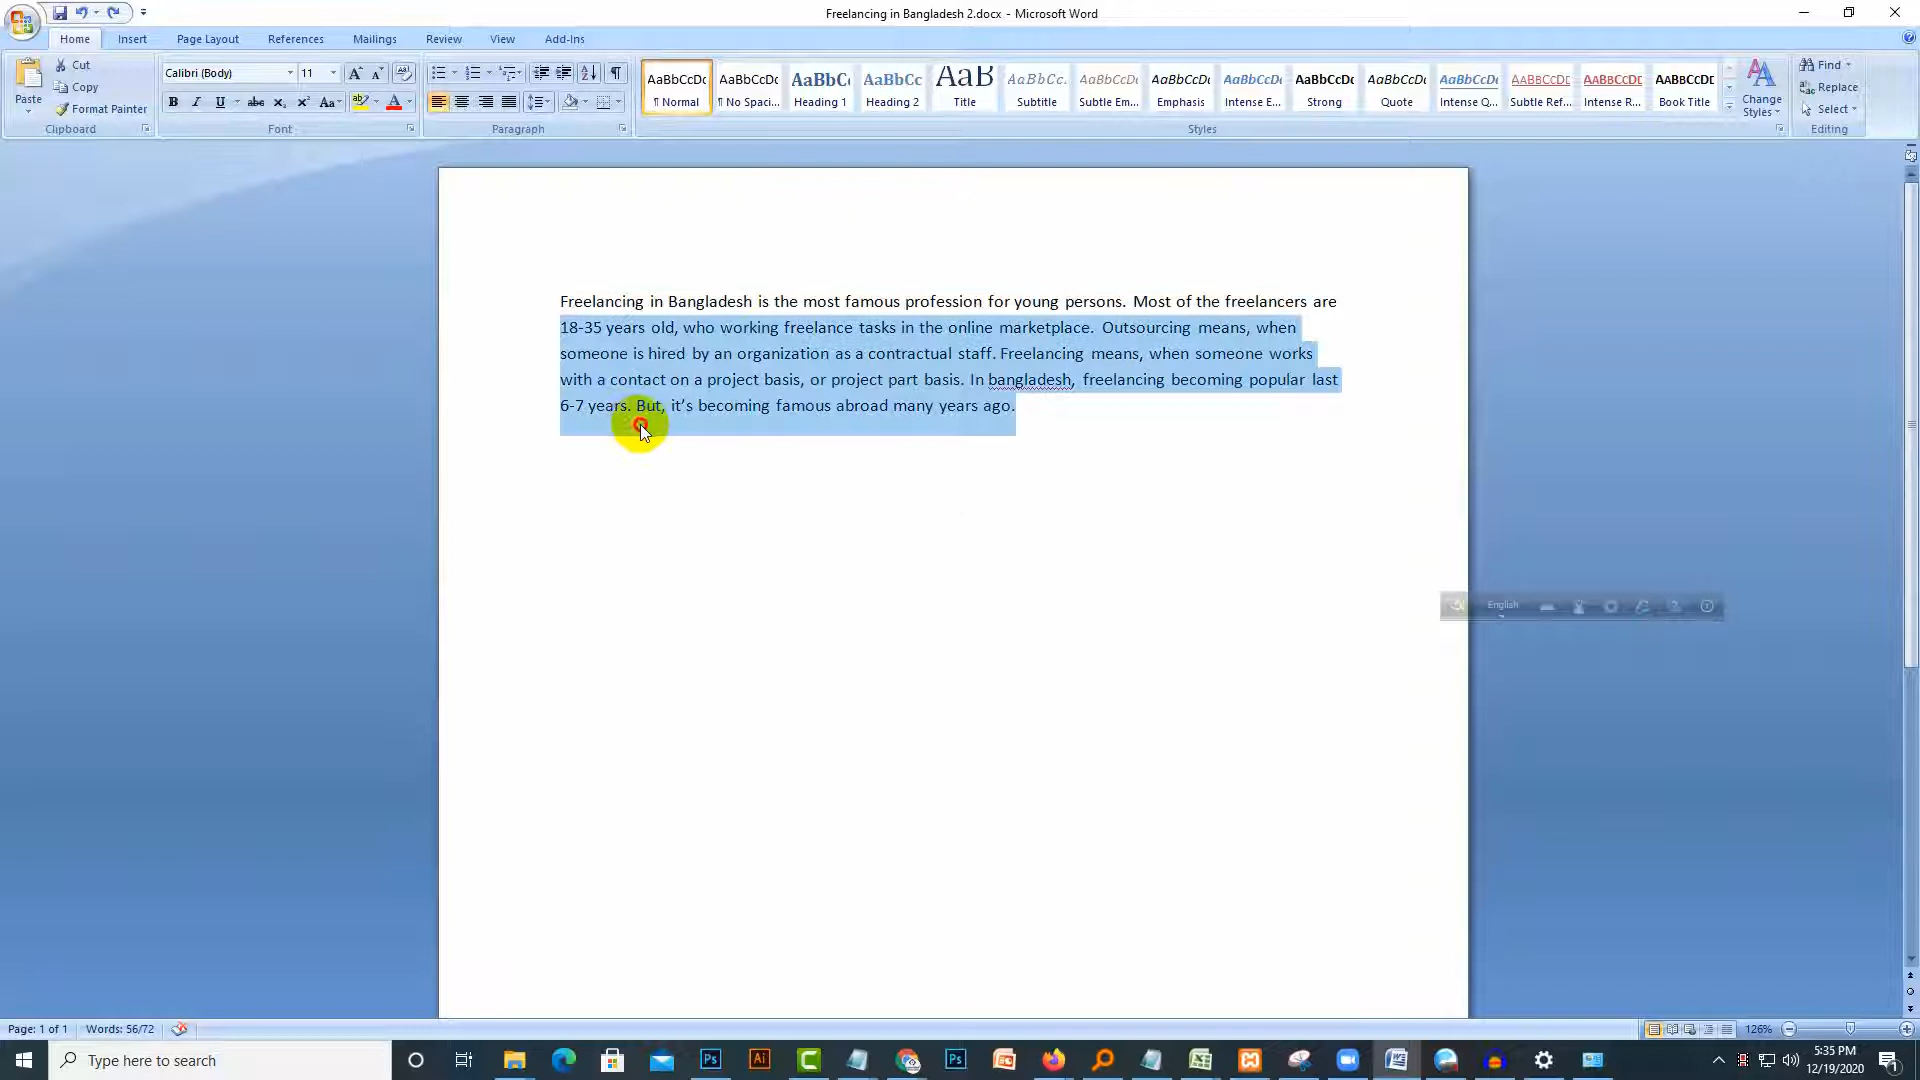 Freelancing in Bangladesh 2.docx - Microsoft Word
Home Insert Page Layout References Mailings Review View Add-Ins
Paste
Cut
Copy
Format Painter
Clipboard
Calibri (Body) 11
B I U abc X₂ X² Aa
Font
Paragraph
AaBbCcDc AaBbCcDc AaBbC AaBbCc AaB AaBbCc. AaBbCcDc AaBbCcDc AaBbCcDc AaBbCcDc AaBbCcDc AaBbCcDc AABBCCDE AABBCCDE AABBCCDE
¶ Normal ¶ No Spaci... Heading 1 Heading 2 Title Subtitle Subtle Em... Emphasis Intense E... Strong Quote Intense Q... Subtle Ref... Intense R... Book Title
Change Styles
Styles
Find
Replace
Select
Editing
Freelancing in Bangladesh is the most famous profession for young persons. Most of the freelancers are
18-35 years old, who working freelance tasks in the online marketplace. Outsourcing means, when
someone is hired by an organization as a contractual staff. Freelancing means, when someone works
with a contact on a project basis, or project part basis. In bangladesh, freelancing becoming popular last
6-7 years. But, it’s becoming famous abroad many years ago.
English
Page: 1 of 1 Words: 56/72 126%
Type here to search
5:35 PM
12/19/2020